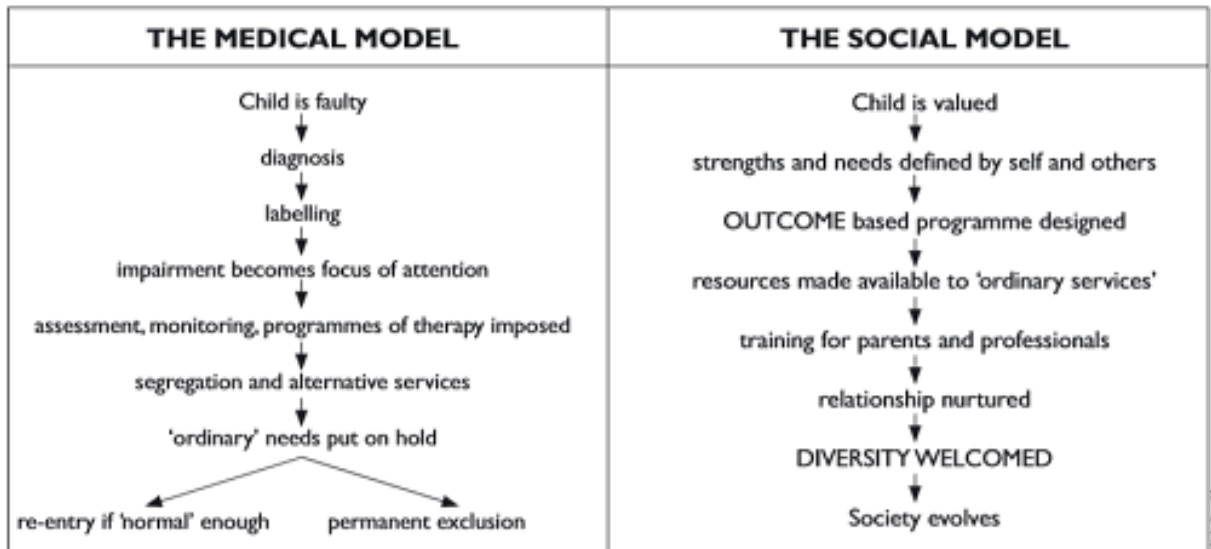 THE MEDICAL MODEL
Child is faulty
diagnosis
labelling
impairment becomes focus of attention
assessment, monitoring, programmes of therapy imposed
segregation and alternative services
'ordinary' needs put on hold
re-entry if 'normal' enough
permanent exclusion
THE SOCIAL MODEL
Child is valued
strengths and needs defined by self and others
OUTCOME based programme designed
resources made available to 'ordinary services'
training for parents and professionals
relationship nurtured
DIVERSITY WELCOMED
Society evolves